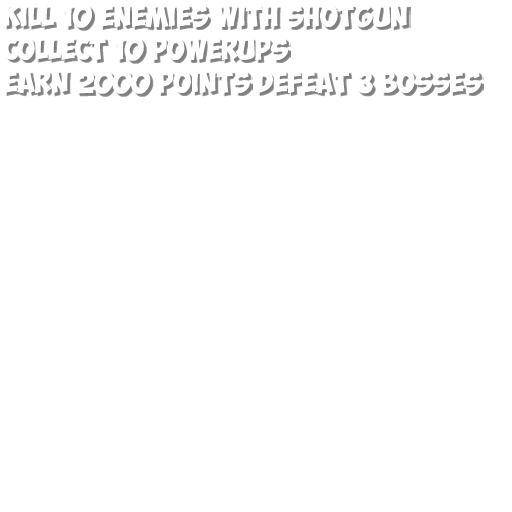 KILL 10 ENEMIES WITH SHOTGUN
COLLECT 10 POWERUPS
EARN 2000 POINTS DEFEAT 3 BOSSES